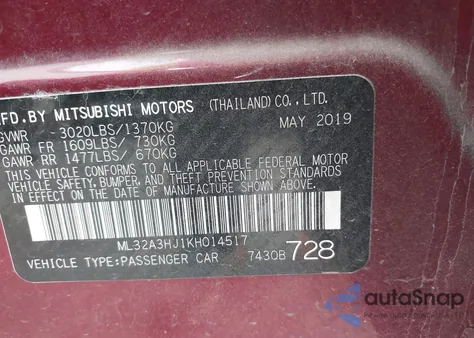 MFD.BY MITSUBISHI MOTORS (THAILAND) CO., LTD.
GVWR -3020LBS/1370KG MAY 2019
GAWR FR 1609LBS/ 730KG
GAWR RR 1477LBS/ 670KG
THIS VEHICLE CONFORMS TO ALL APPLICABLE FEDERAL MOTOR
VEHICLE SAFETY, BUMPER, AND THEFT PREVENTION STANDARDS
IN EFFECT ON THE DATE OF MANUFACTURE SHOWN ABOVE.
ML32A3HJ1KH014517
VEHICLE TYPE:PASSENGER CAR 7430B 728
autoSnap